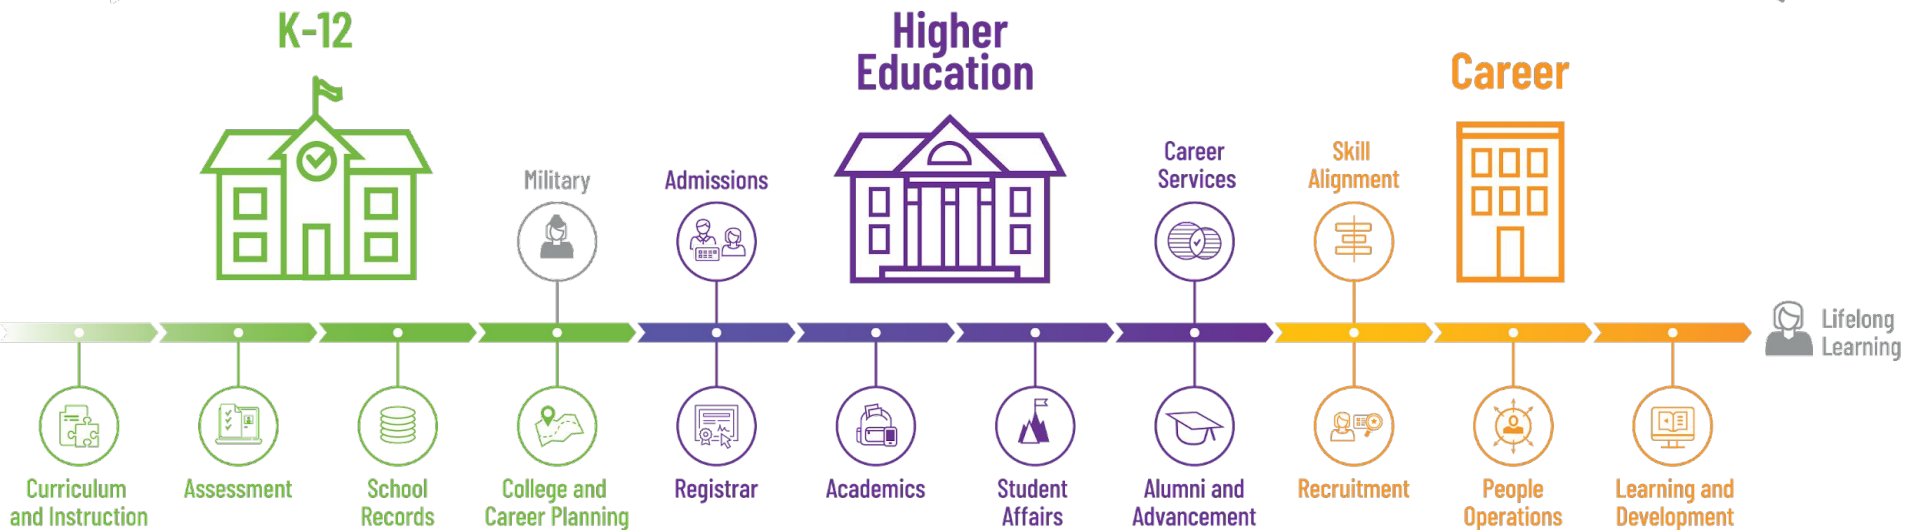 K-12
Higher
Education
Career
Military
Admissions
Career
Services
Skill
Alignment
Lifelong
Learning
Curriculum
and Instruction
Assessment
School
Records
College and
Career Planning
Registrar
Academics
Student
Affairs
Alumni and
Advancement
Recruitment
People
Operations
Learning and
Development